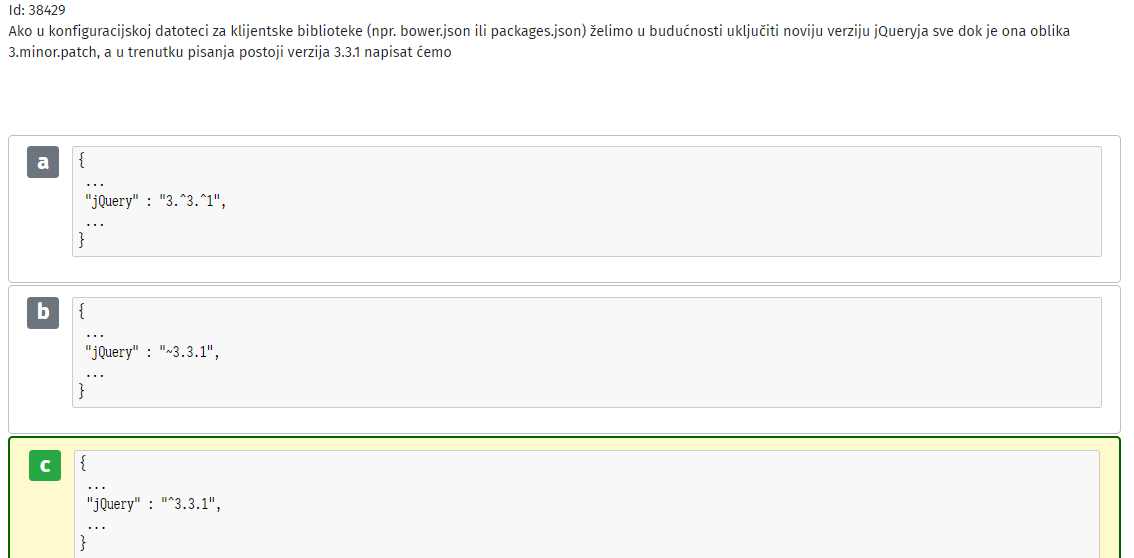 Id: 38429
Ako u konfiguracijskoj datoteci za klijentske biblioteke (npr. bower.json ili packages.json) želimo u budućnosti uključiti noviju verziju jQueryja sve dok je ona oblika
3.minor.patch, a u trenutku pisanja postoji verzija 3.3.1 napisat ćemo
a
{
...
"jQuery" : "3.^3.^1",
...
}
b
{
...
"jQuery" : "~3.3.1",
...
}
c
{
...
"jQuery" : "^3.3.1",
...
}